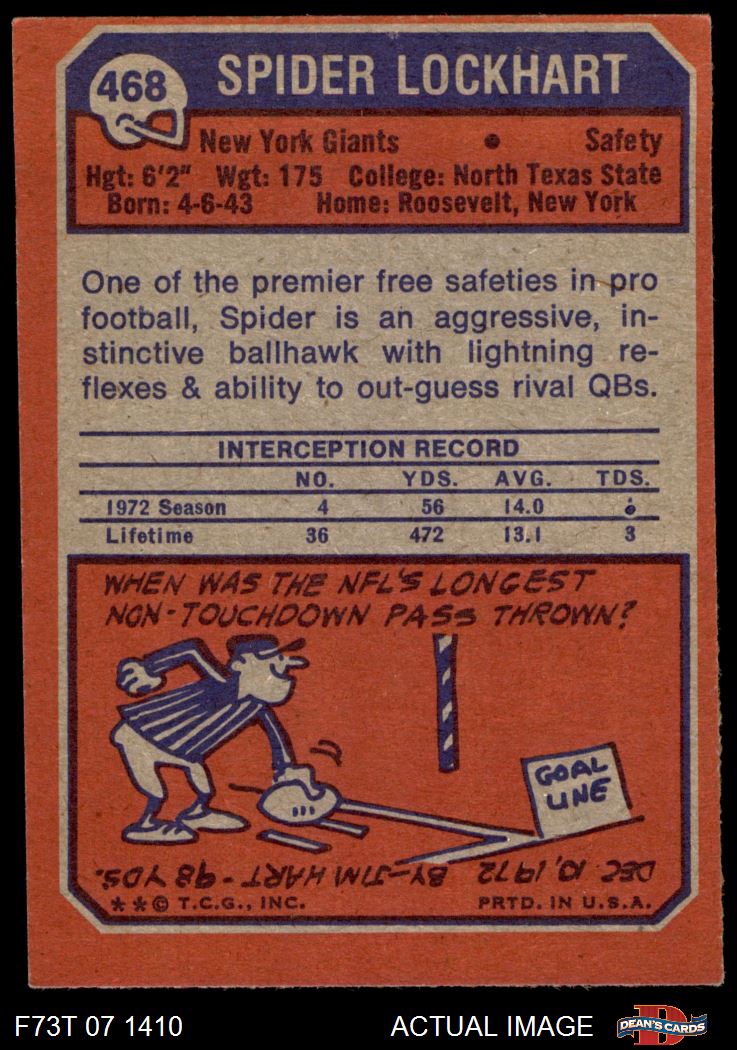 468
SPIDER LOCKHART
New York Giants • Safety
Hgt: 6'2" Wgt: 175 College: North Texas State
Born: 4-6-43 Home: Roosevelt, New York
One of the premier free safeties in pro
football, Spider is an aggressive, in-
stinctive ballhawk with lightning re-
flexes & ability to out-guess rival QBs.
INTERCEPTION RECORD
NO. YDS. AVG. TDS.
1972 Season 4 56 14.0
Lifetime 36 472 13.1 3
WHEN WAS THE NFL'S LONGEST
NON-TOUCHDOWN PASS THROWN?
GOAL
LINE
DEC 10, 1972 BY—JIM HART - 98 YDS.
**© T.C.G., INC. PRTD. IN U.S.A.
F73T 07 1410 ACTUAL IMAGE
D
DEAN'S CARDS